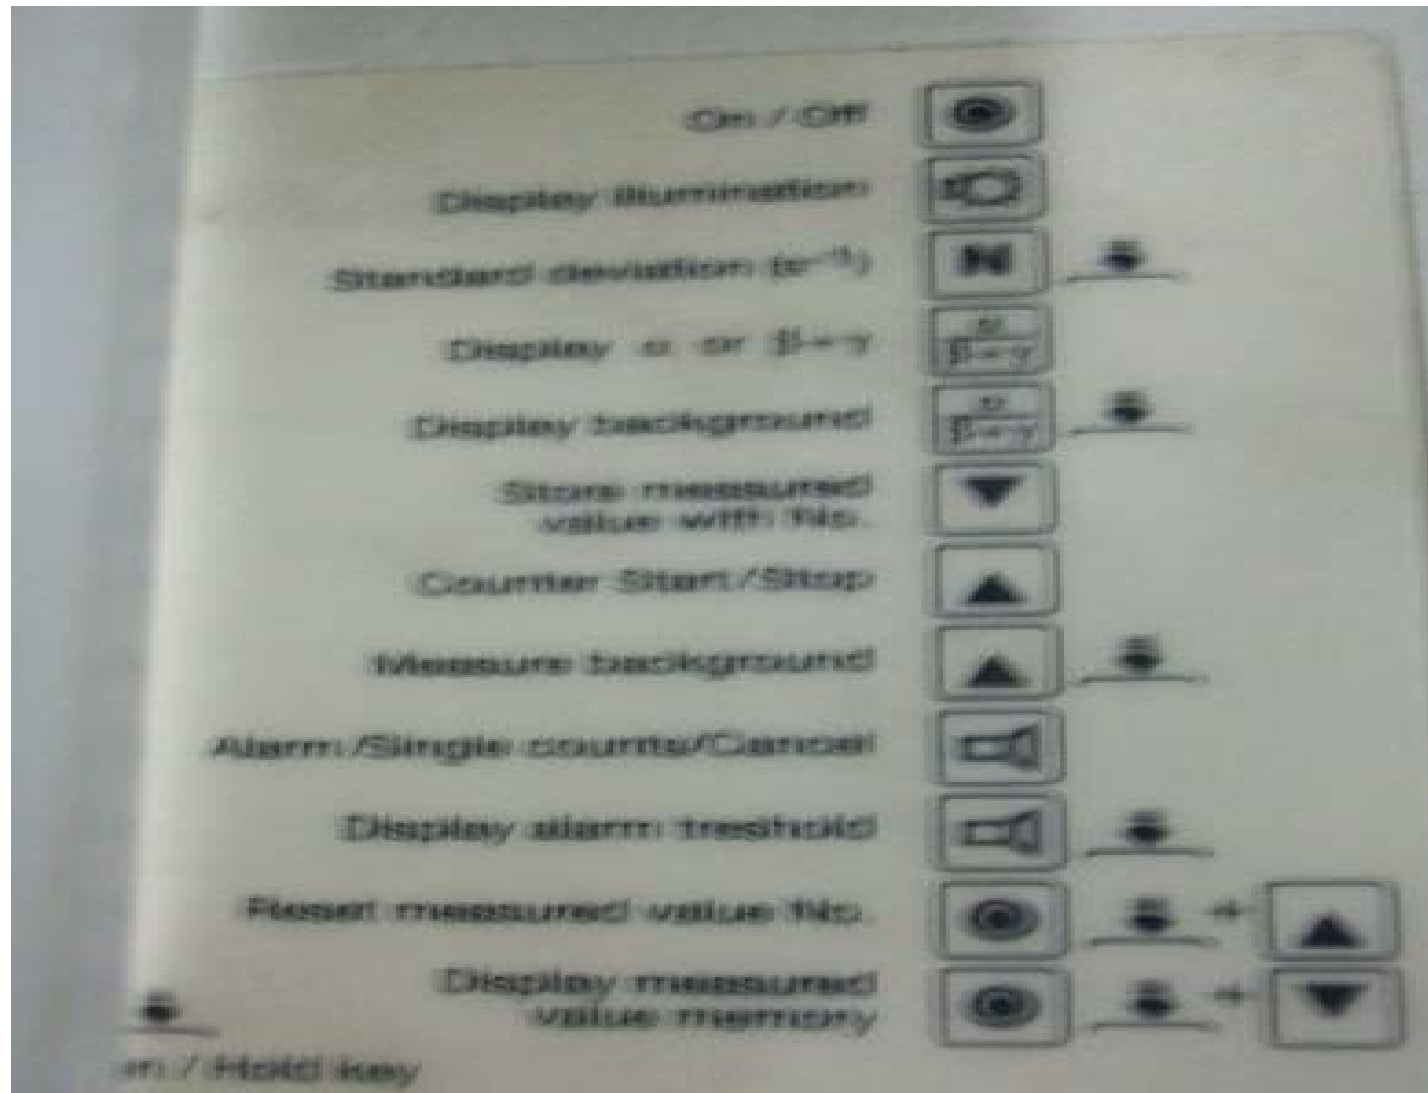 On / Off
Display illumination
Standard deviation (s⁻¹)
Display α or β+γ
α
β+γ
Display background
α
β+γ
Store measured
value with No.
Counter Start/Stop
Measure background
Alarm/Single counts/Cancel
Display alarm treshold
Reset measured value No.
+
Display measured
value memory
+
/ Hold key